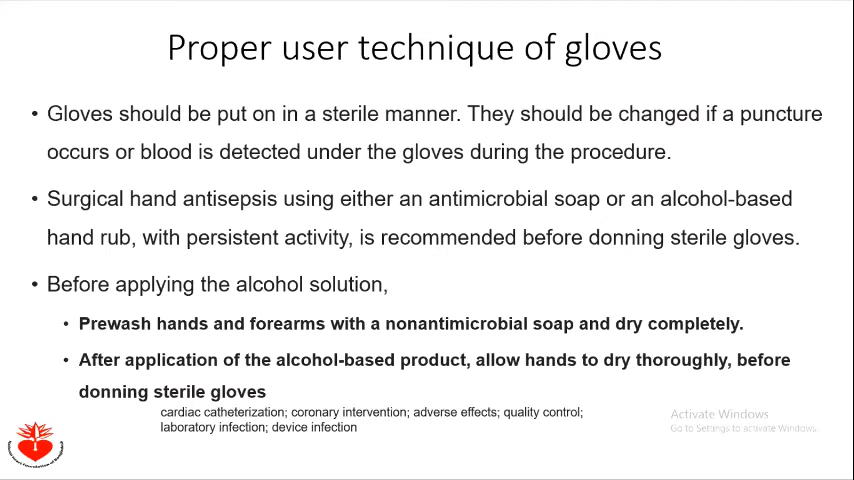 Proper user technique of gloves
• Gloves should be put on in a sterile manner. They should be changed if a puncture
occurs or blood is detected under the gloves during the procedure.
• Surgical hand antisepsis using either an antimicrobial soap or an alcohol-based
hand rub, with persistent activity, is recommended before donning sterile gloves.
• Before applying the alcohol solution,
• Prewash hands and forearms with a nonantimicrobial soap and dry completely.
• After application of the alcohol-based product, allow hands to dry thoroughly, before
donning sterile gloves
cardiac catheterization; coronary intervention; adverse effects; quality control;
laboratory infection; device infection
Activate Windows
Go to Settings to activate Windows.